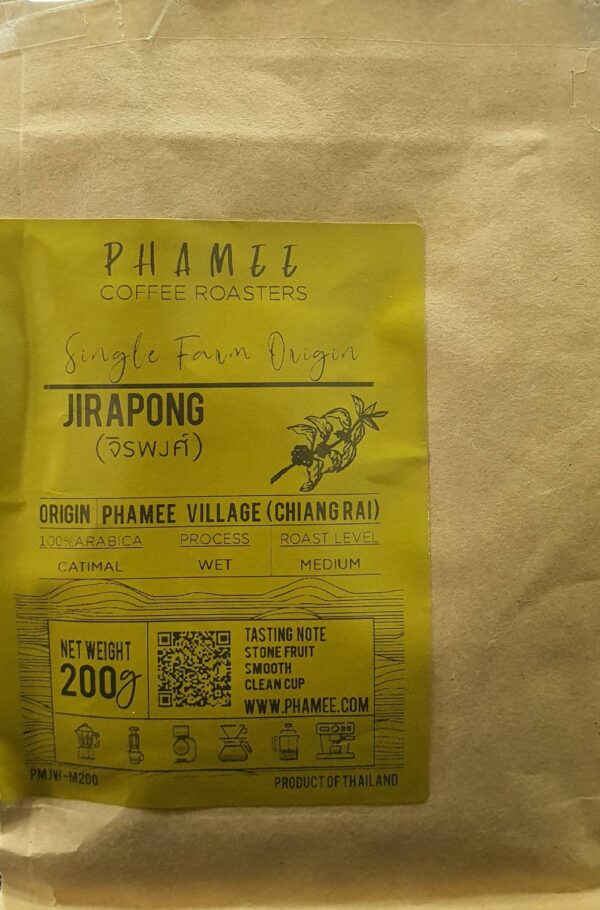 PHAMEE
COFFEE ROASTERS
Single Farm Origin
JIRAPONG
(จิรพงศ์)
ORIGIN PHAMEE VILLAGE (CHIANG RAI)
100% ARABICA PROCESS ROAST LEVEL
CATIMAL WET MEDIUM
NET WEIGHT
200g
TASTING NOTE
STONE FRUIT
SMOOTH
CLEAN CUP
WWW.PHAMEE.COM
PMJW-M200
PRODUCT OF THAILAND